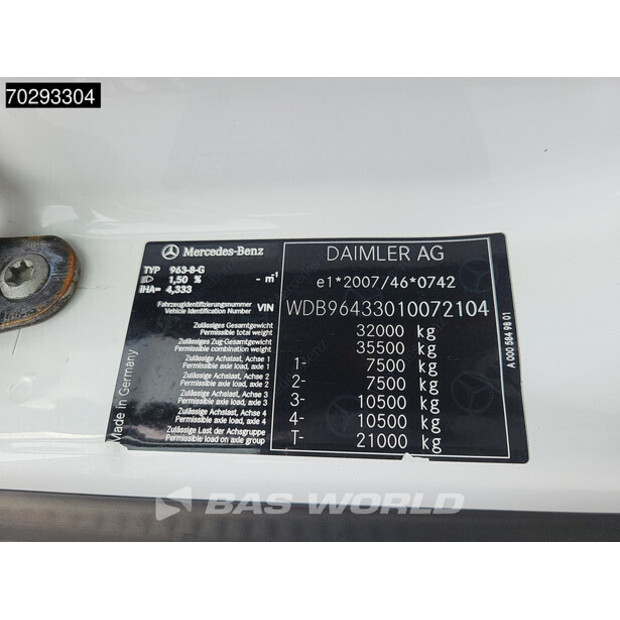 70293304
Mercedes-Benz
DAIMLER AG
TYP 963-8-G
1,50 % - m⁻¹
iHA= 4,333
e1*2007/46*0742
Fahrzeugidentifizierungsnummer
Vehicle Identification Number VIN
WDB96433010072104
Zulässiges Gesamtgewicht
Permissible total weight
32000 kg
Zulässiges Zug-Gesamtgewicht
Permissible combination weight
35500 kg
Zulässige Achslast, Achse 1
Permissible axle load, axle 1
1- 7500 kg
Zulässige Achslast, Achse 2
Permissible axle load, axle 2
2- 7500 kg
Zulässige Achslast, Achse 3
Permissible axle load, axle 3
3- 10500 kg
Zulässige Achslast, Achse 4
Permissible axle load, axle 4
4- 10500 kg
Zulässige Last der Achsgruppe
Permissible load on axle group
T- 21000 kg
Made in Germany
A 000 584 98 01
BAS WORLD